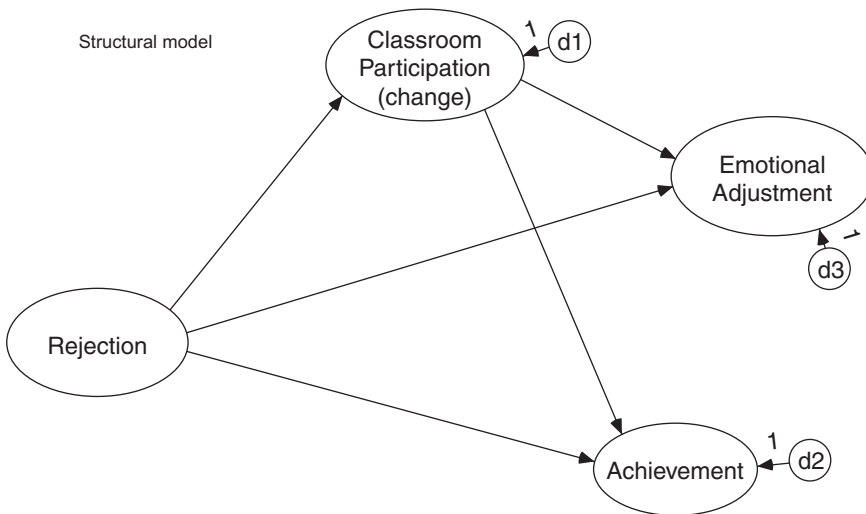 Structural model
Classroom
Participation
(change)
1
d1
Emotional
Adjustment
1
d3
Rejection
Achievement
1
d2